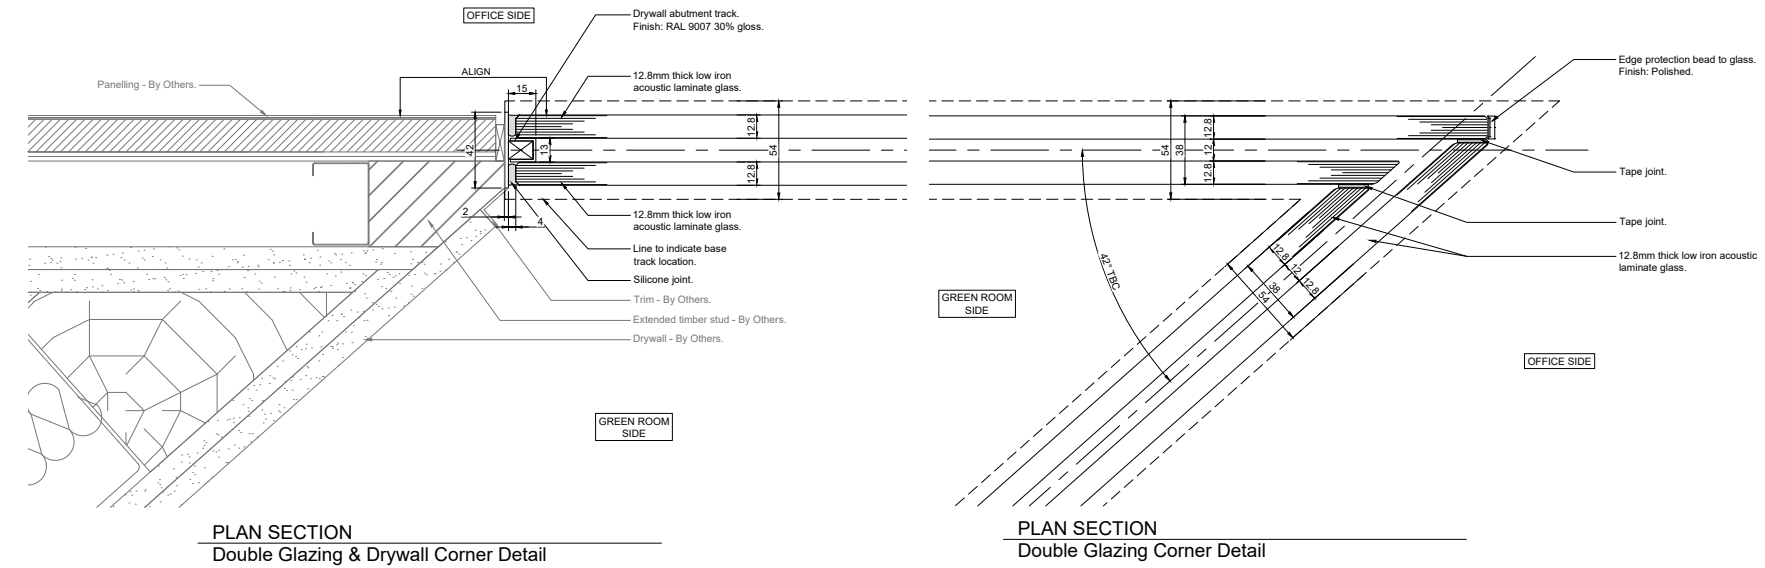 OFFICE SIDE
Drywall abutment track.
Finish: RAL 9007 30% gloss.
Panelling - By Others.
ALIGN
12.8mm thick low iron
acoustic laminate glass.
15
42
13
12.8
12.8
54
2
4
12.8mm thick low iron
acoustic laminate glass.
Line to indicate base
track location.
Silicone joint.
Trim - By Others.
Extended timber stud - By Others.
Drywall - By Others.
GREEN ROOM
SIDE
PLAN SECTION
Double Glazing & Drywall Corner Detail
Edge protection bead to glass.
Finish: Polished.
54
38
12.8
12
12.8
Tape joint.
Tape joint.
12.8mm thick low iron acoustic
laminate glass.
12.8
12
12.8
38
54
42° TBC
GREEN ROOM
SIDE
OFFICE SIDE
PLAN SECTION
Double Glazing Corner Detail